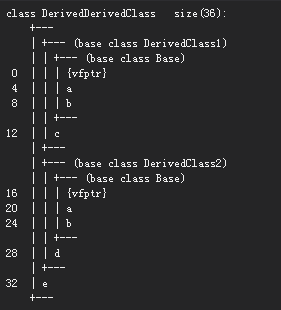 class DerivedDerivedClass size(36):
+---
| +--- (base class DerivedClass1)
| | +--- (base class Base)
0 | | | {vfptr}
4 | | | a
8 | | | b
| | +---
12 | | c
| +---
| +--- (base class DerivedClass2)
| | +--- (base class Base)
16 | | | {vfptr}
20 | | | a
24 | | | b
| | +---
28 | | d
| +---
32 | e
+---